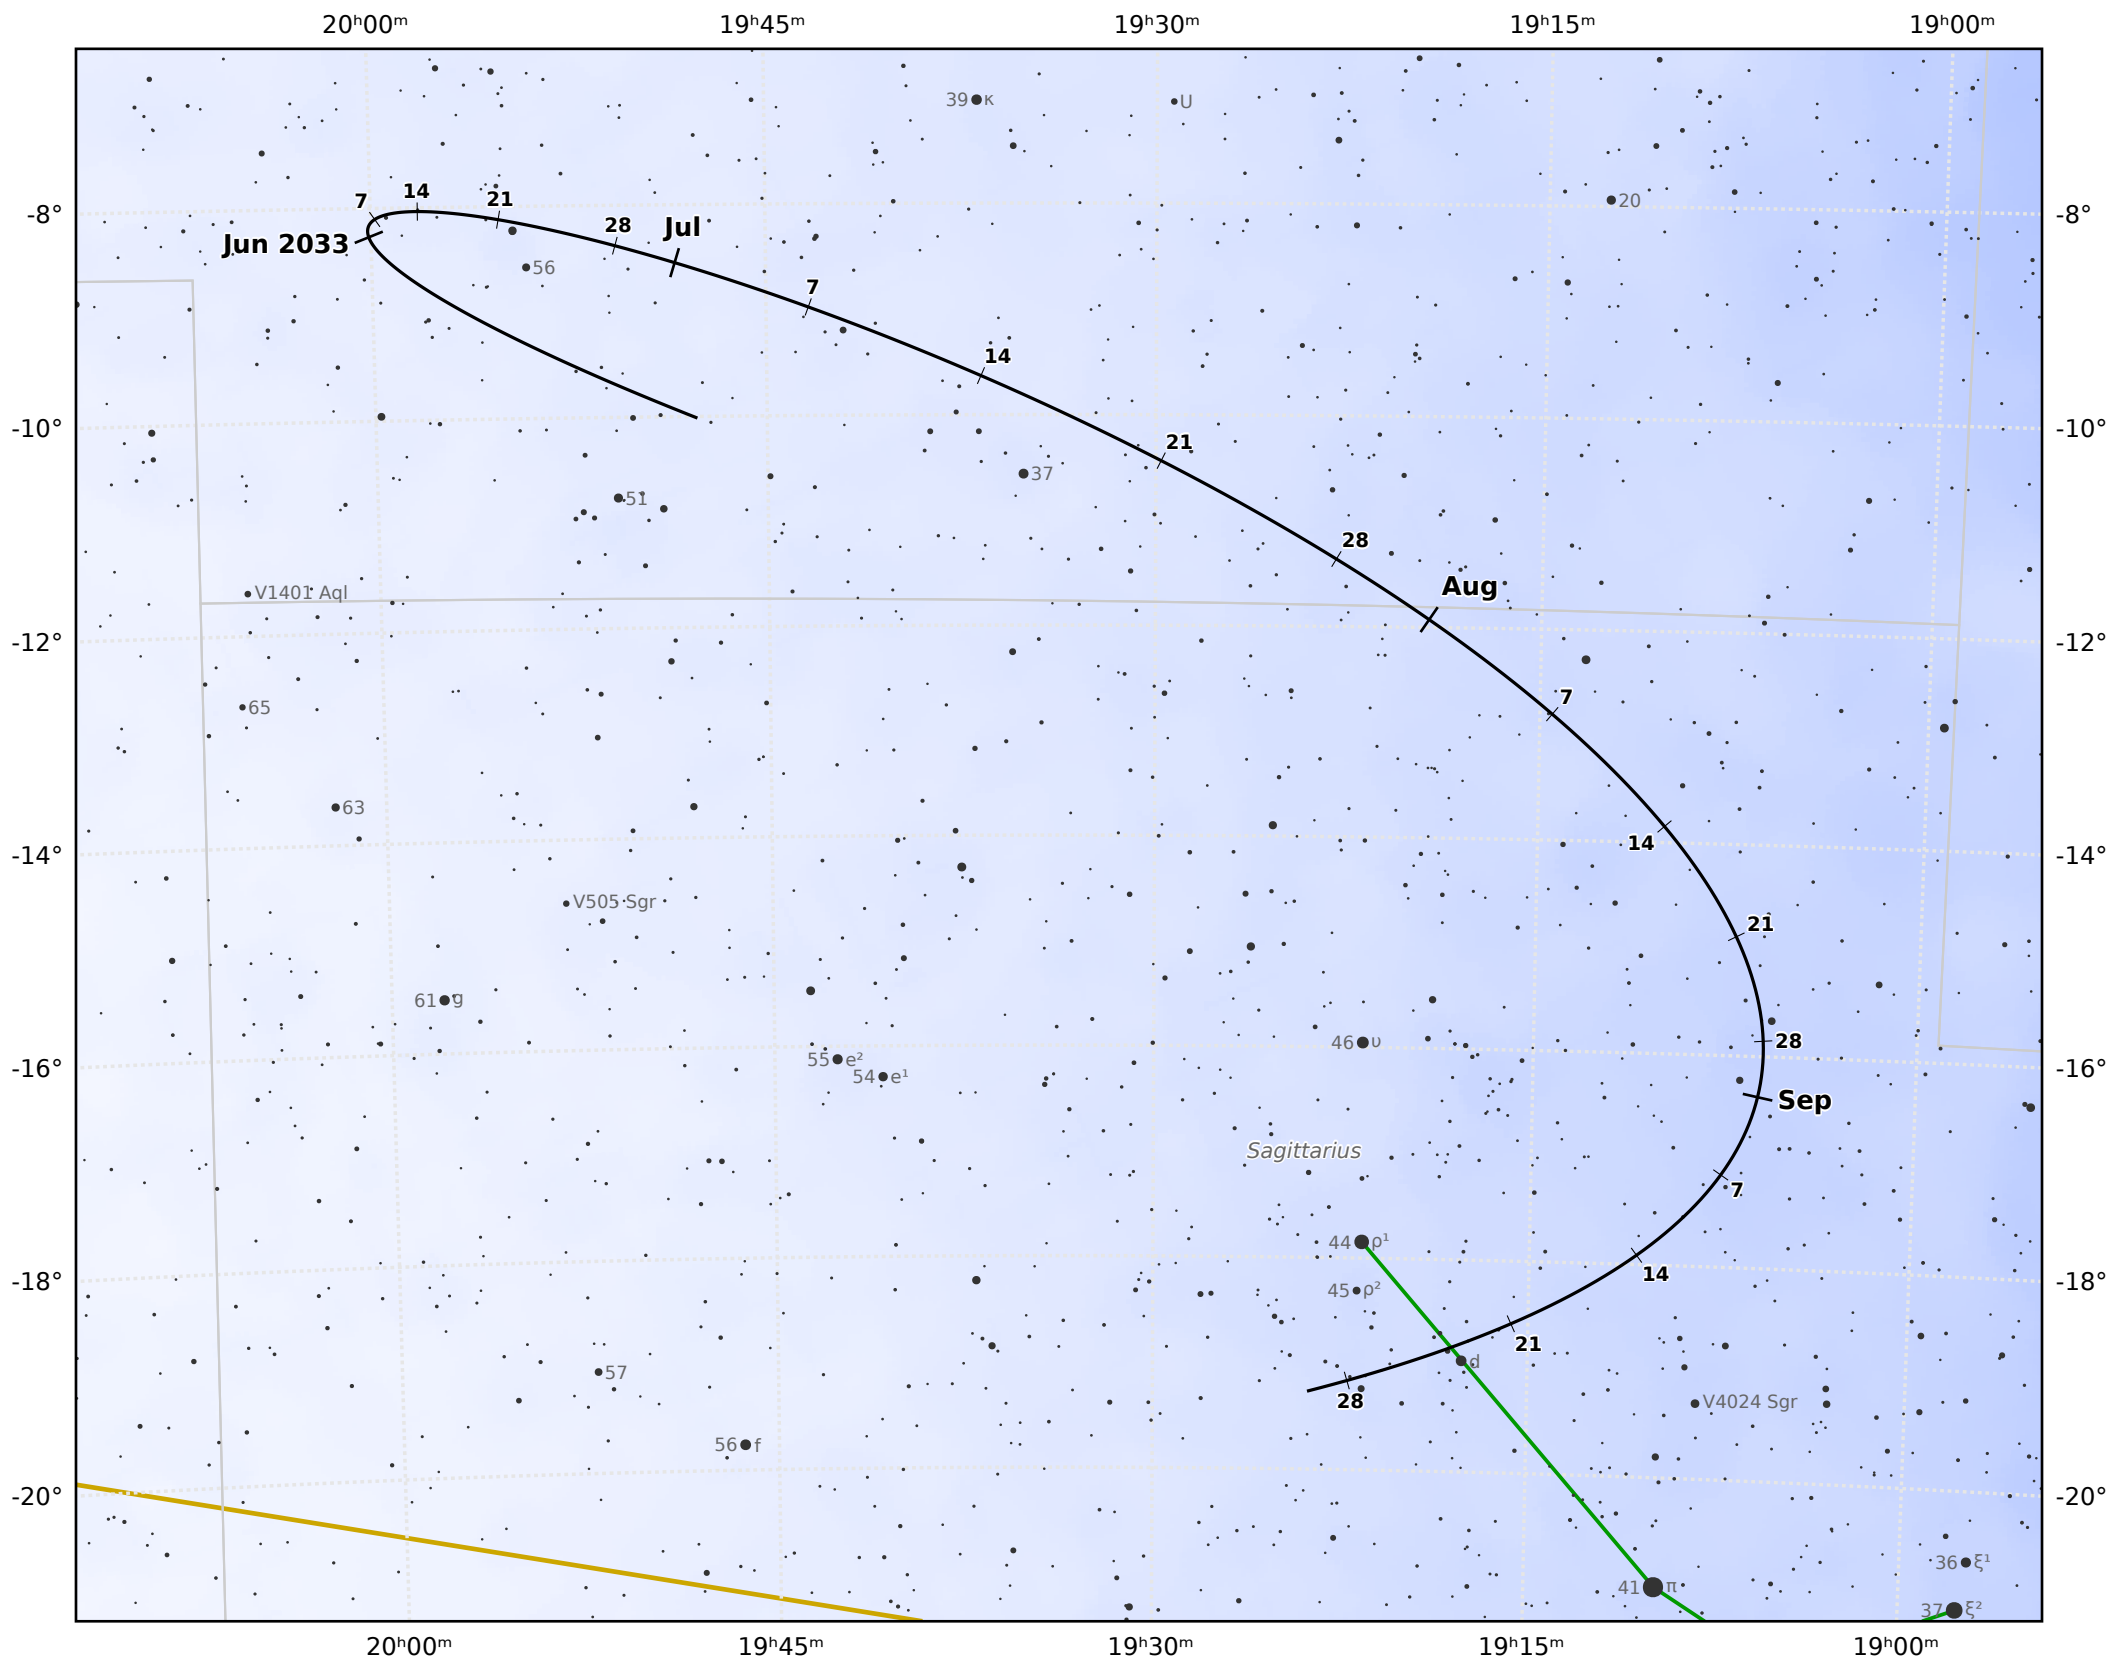 20ʰ00ᵐ 19ʰ45ᵐ 19ʰ30ᵐ 19ʰ15ᵐ 19ʰ00ᵐ
39 κ U
20
-8° 7 14 21 28 Jul -8°
Jun 2033
56
7
14
-10° 21 -10°
37
51
28
V1401 Aql Aug
-12° -12°
65 7
63
14
-14° -14°
V505 Sgr 21
61 g
46 υ 28
55 e²
54 e¹
-16° -16°
Sep
Sagittarius
7
44 ρ¹
14
-18° -18°
45 ρ²
21
57 d
28 V4024 Sgr
56 f
-20° -20°
36 ξ¹
41 π
37 ξ²
20ʰ00ᵐ 19ʰ45ᵐ 19ʰ30ᵐ 19ʰ15ᵐ 19ʰ00ᵐ